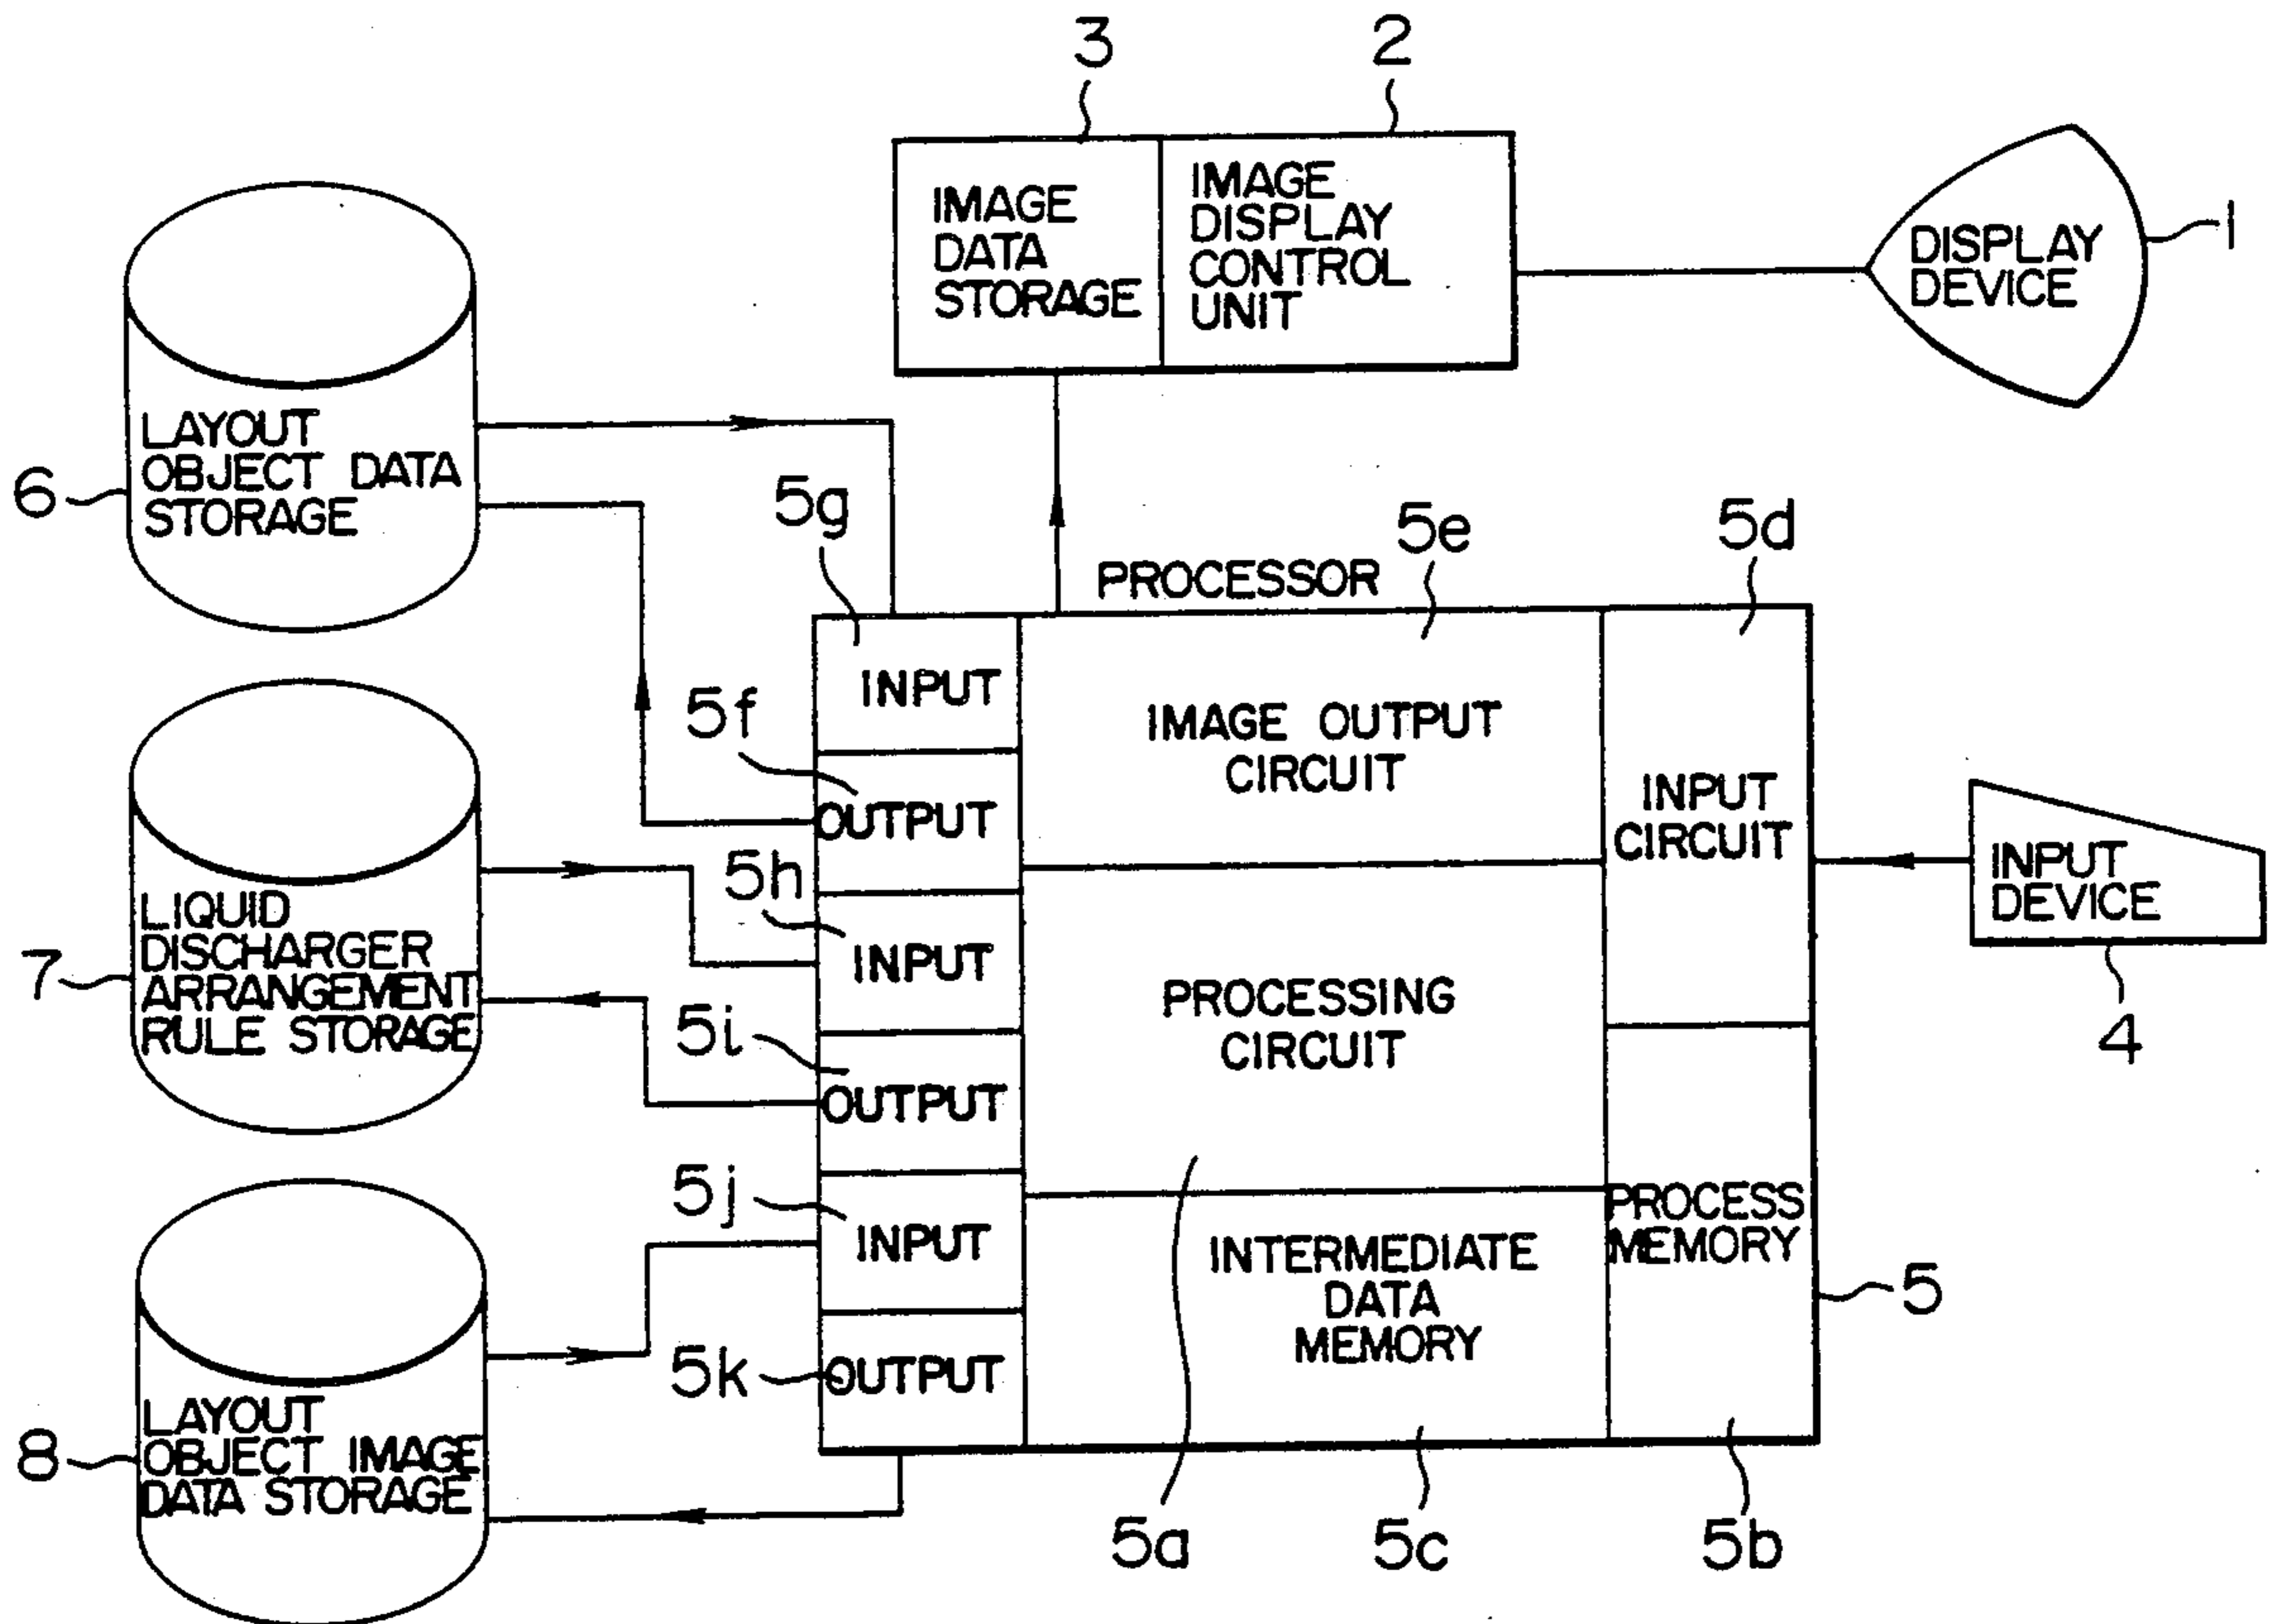 3
2
IMAGE
DATA
STORAGE
IMAGE
DISPLAY
CONTROL
UNIT
DISPLAY
DEVICE
1
LAYOUT
OBJECT DATA
STORAGE
6
5g
5e
5d
PROCESSOR
INPUT
5f
OUTPUT
IMAGE OUTPUT
CIRCUIT
INPUT
CIRCUIT
INPUT
DEVICE
4
LIQUID
DISCHARGER
ARRANGEMENT
RULE STORAGE
7
5h
INPUT
5i
OUTPUT
PROCESSING
CIRCUIT
PROCESS
MEMORY
5
5j
INPUT
5k
OUTPUT
INTERMEDIATE
DATA
MEMORY
LAYOUT
OBJECT IMAGE
DATA STORAGE
8
5a
5c
5b